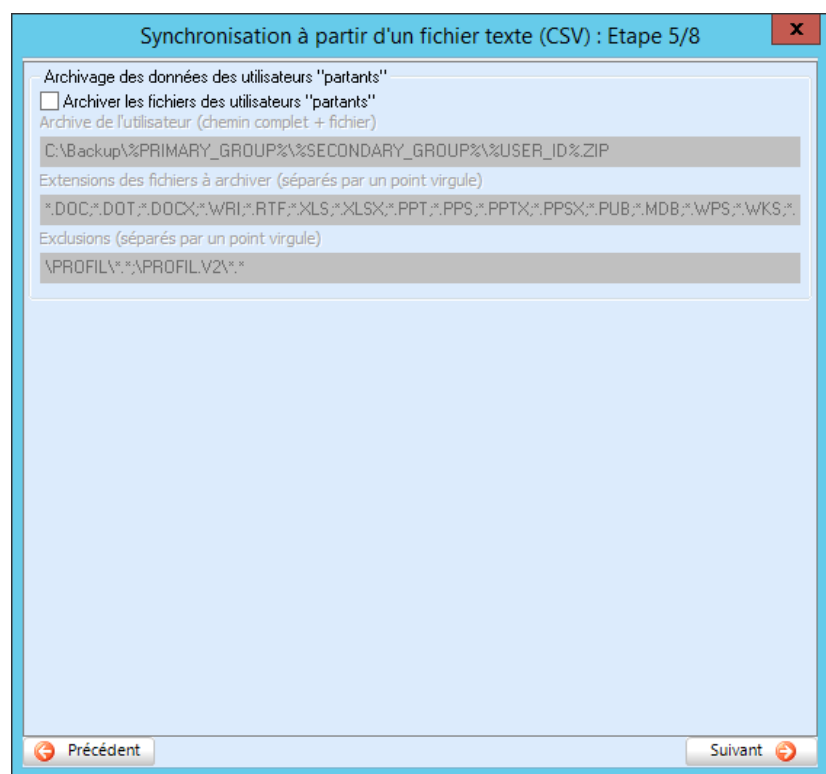 Synchronisation à partir d'un fichier texte (CSV) : Etape 5/8
x
Archivage des données des utilisateurs "partants"
Archiver les fichiers des utilisateurs "partants"
Archive de l'utilisateur (chemin complet + fichier)
C:\Backup\%PRIMARY_GROUP%\%SECONDARY_GROUP%\%USER_ID%.ZIP
Extensions des fichiers à archiver (séparés par un point virgule)
*.DOC;*.DOT;*.DOCX;*.WRI;*.RTF;*.XLS;*.XLSX;*.PPT;*.PPS;*.PPTX;*.PPSX;*.PUB;*.MDB;*.WPS;*.WKS;*.
Exclusions (séparés par un point virgule)
\PROFIL\*.*;\PROFIL.V2\*.*
Précédent
Suivant